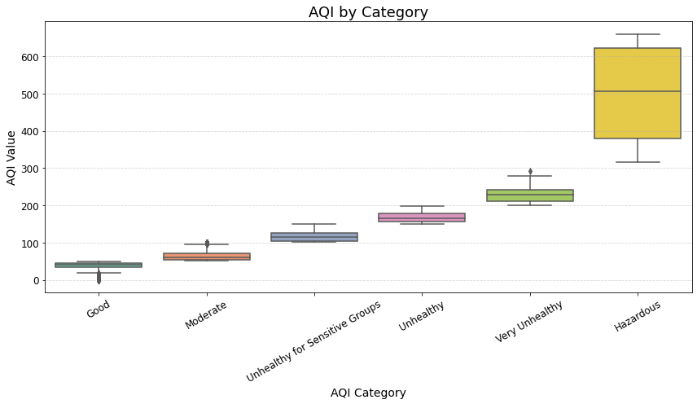 AQI by Category
AQI Value
600
500
400
300
200
100
0
Good
Moderate
Unhealthy for Sensitive Groups
Unhealthy
Very Unhealthy
Hazardous
AQI Category